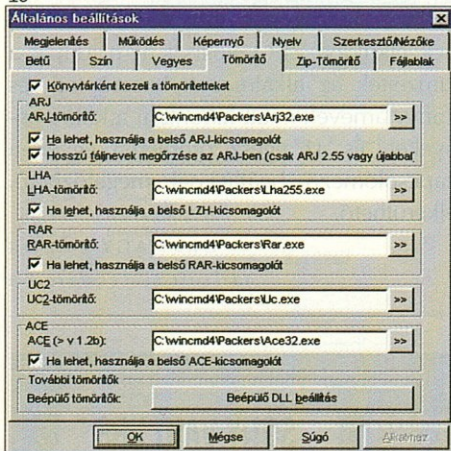 Általános beállítások
Megjelenítés Működés Képernyő Nyelv Szerkesztő/Nézőke
Betű Szín Vegyes Tömörítő Zip-Tömörítő Fájlablak
Könyvtárként kezeli a tömörítetteket
ARJ
ARJ-tömörítő: C:\wincmd4\Packers\Arj32.exe >>
Ha lehet, használja a belső ARJ-kicsomagolót
Hosszú fájlnevek megőrzése az ARJ-ben (csak ARJ 2.55 vagy újabbal
LHA
LHA-tömörítő: C:\wincmd4\Packers\Lha255.exe >>
Ha lehet, használja a belső LZH-kicsomagolót
RAR
RAR-tömörítő: C:\wincmd4\Packers\Rar.exe >>
Ha lehet, használja a belső RAR-kicsomagolót
UC2
UC2-tömörítő: C:\wincmd4\Packers\Uc.exe >>
ACE
ACE (> v 1.2b): C:\wincmd4\Packers\Ace32.exe >>
Ha lehet, használja a belső ACE-kicsomagolót
További tömörítők
Beépülő tömörítők: Beépülő DLL beállítás
OK Mégse Súgó Alkalmaz